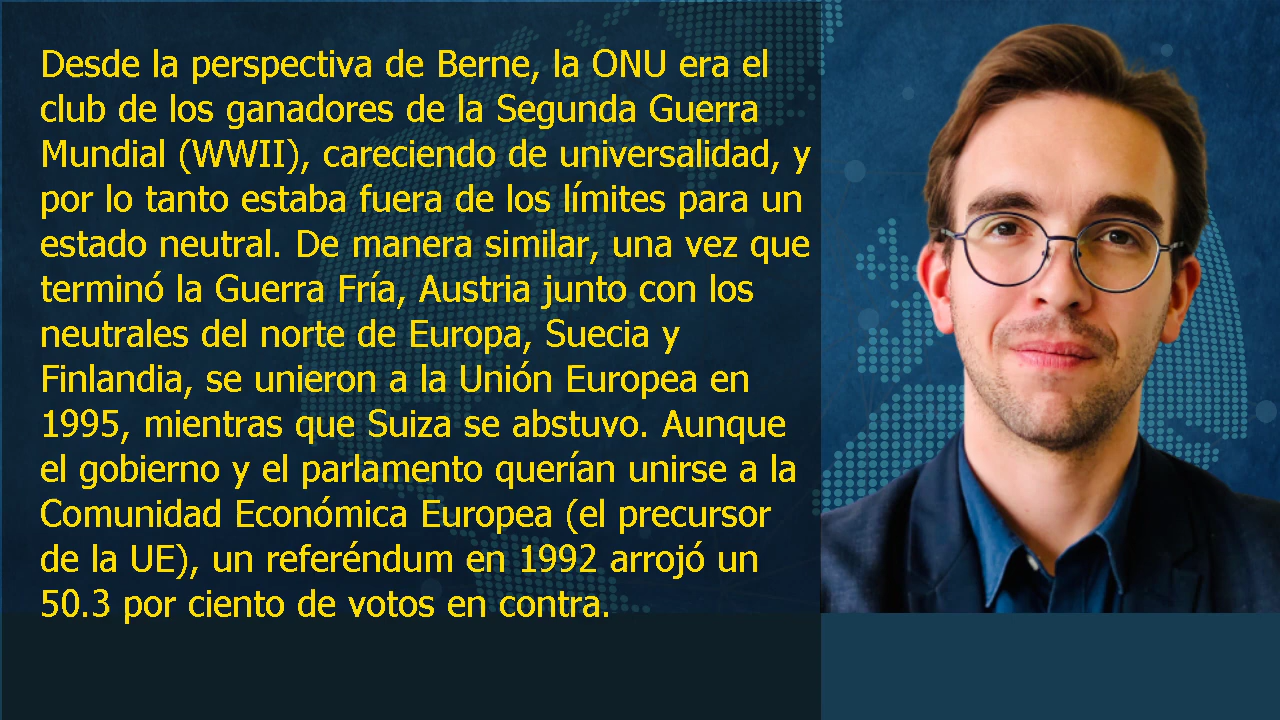 Desde la perspectiva de Berne, la ONU era el
club de los ganadores de la Segunda Guerra
Mundial (WWII), careciendo de universalidad, y
por lo tanto estaba fuera de los límites para un
estado neutral. De manera similar, una vez que
terminó la Guerra Fría, Austria junto con los
neutrales del norte de Europa, Suecia y
Finlandia, se unieron a la Unión Europea en
1995, mientras que Suiza se abstuvo. Aunque
el gobierno y el parlamento querían unirse a la
Comunidad Económica Europea (el precursor
de la UE), un referéndum en 1992 arrojó un
50.3 por ciento de votos en contra.